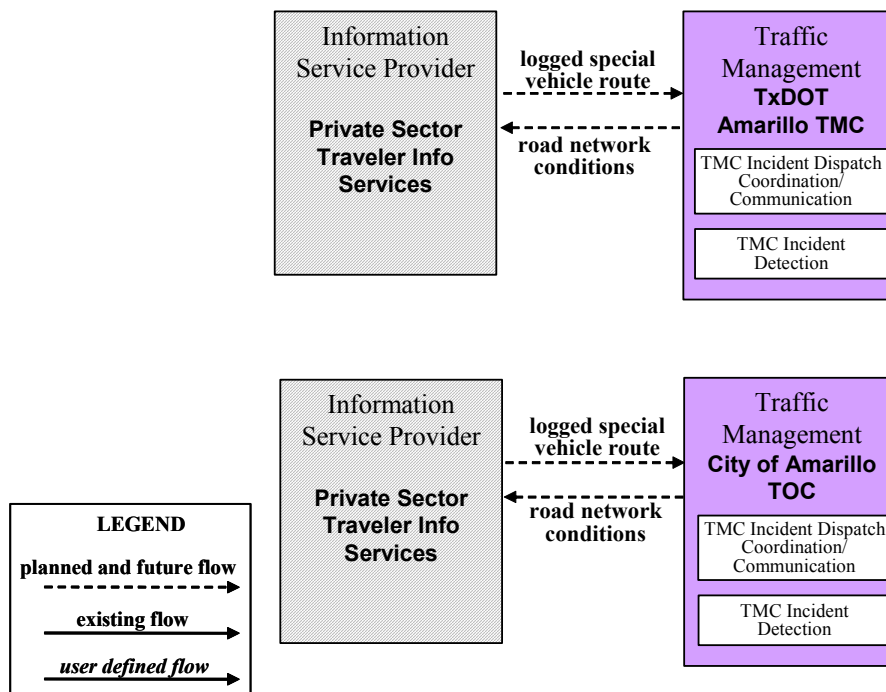 Information
Service Provider
Private Sector
Traveler Info
Services
logged special
vehicle route
road network
conditions
Traffic
Management
TxDOT
Amarillo TMC
TMC Incident Dispatch
Coordination/
Communication
TMC Incident
Detection
Information
Service Provider
Private Sector
Traveler Info
Services
logged special
vehicle route
road network
conditions
Traffic
Management
City of Amarillo
TOC
TMC Incident Dispatch
Coordination/
Communication
TMC Incident
Detection
LEGEND
planned and future flow
existing flow
user defined flow